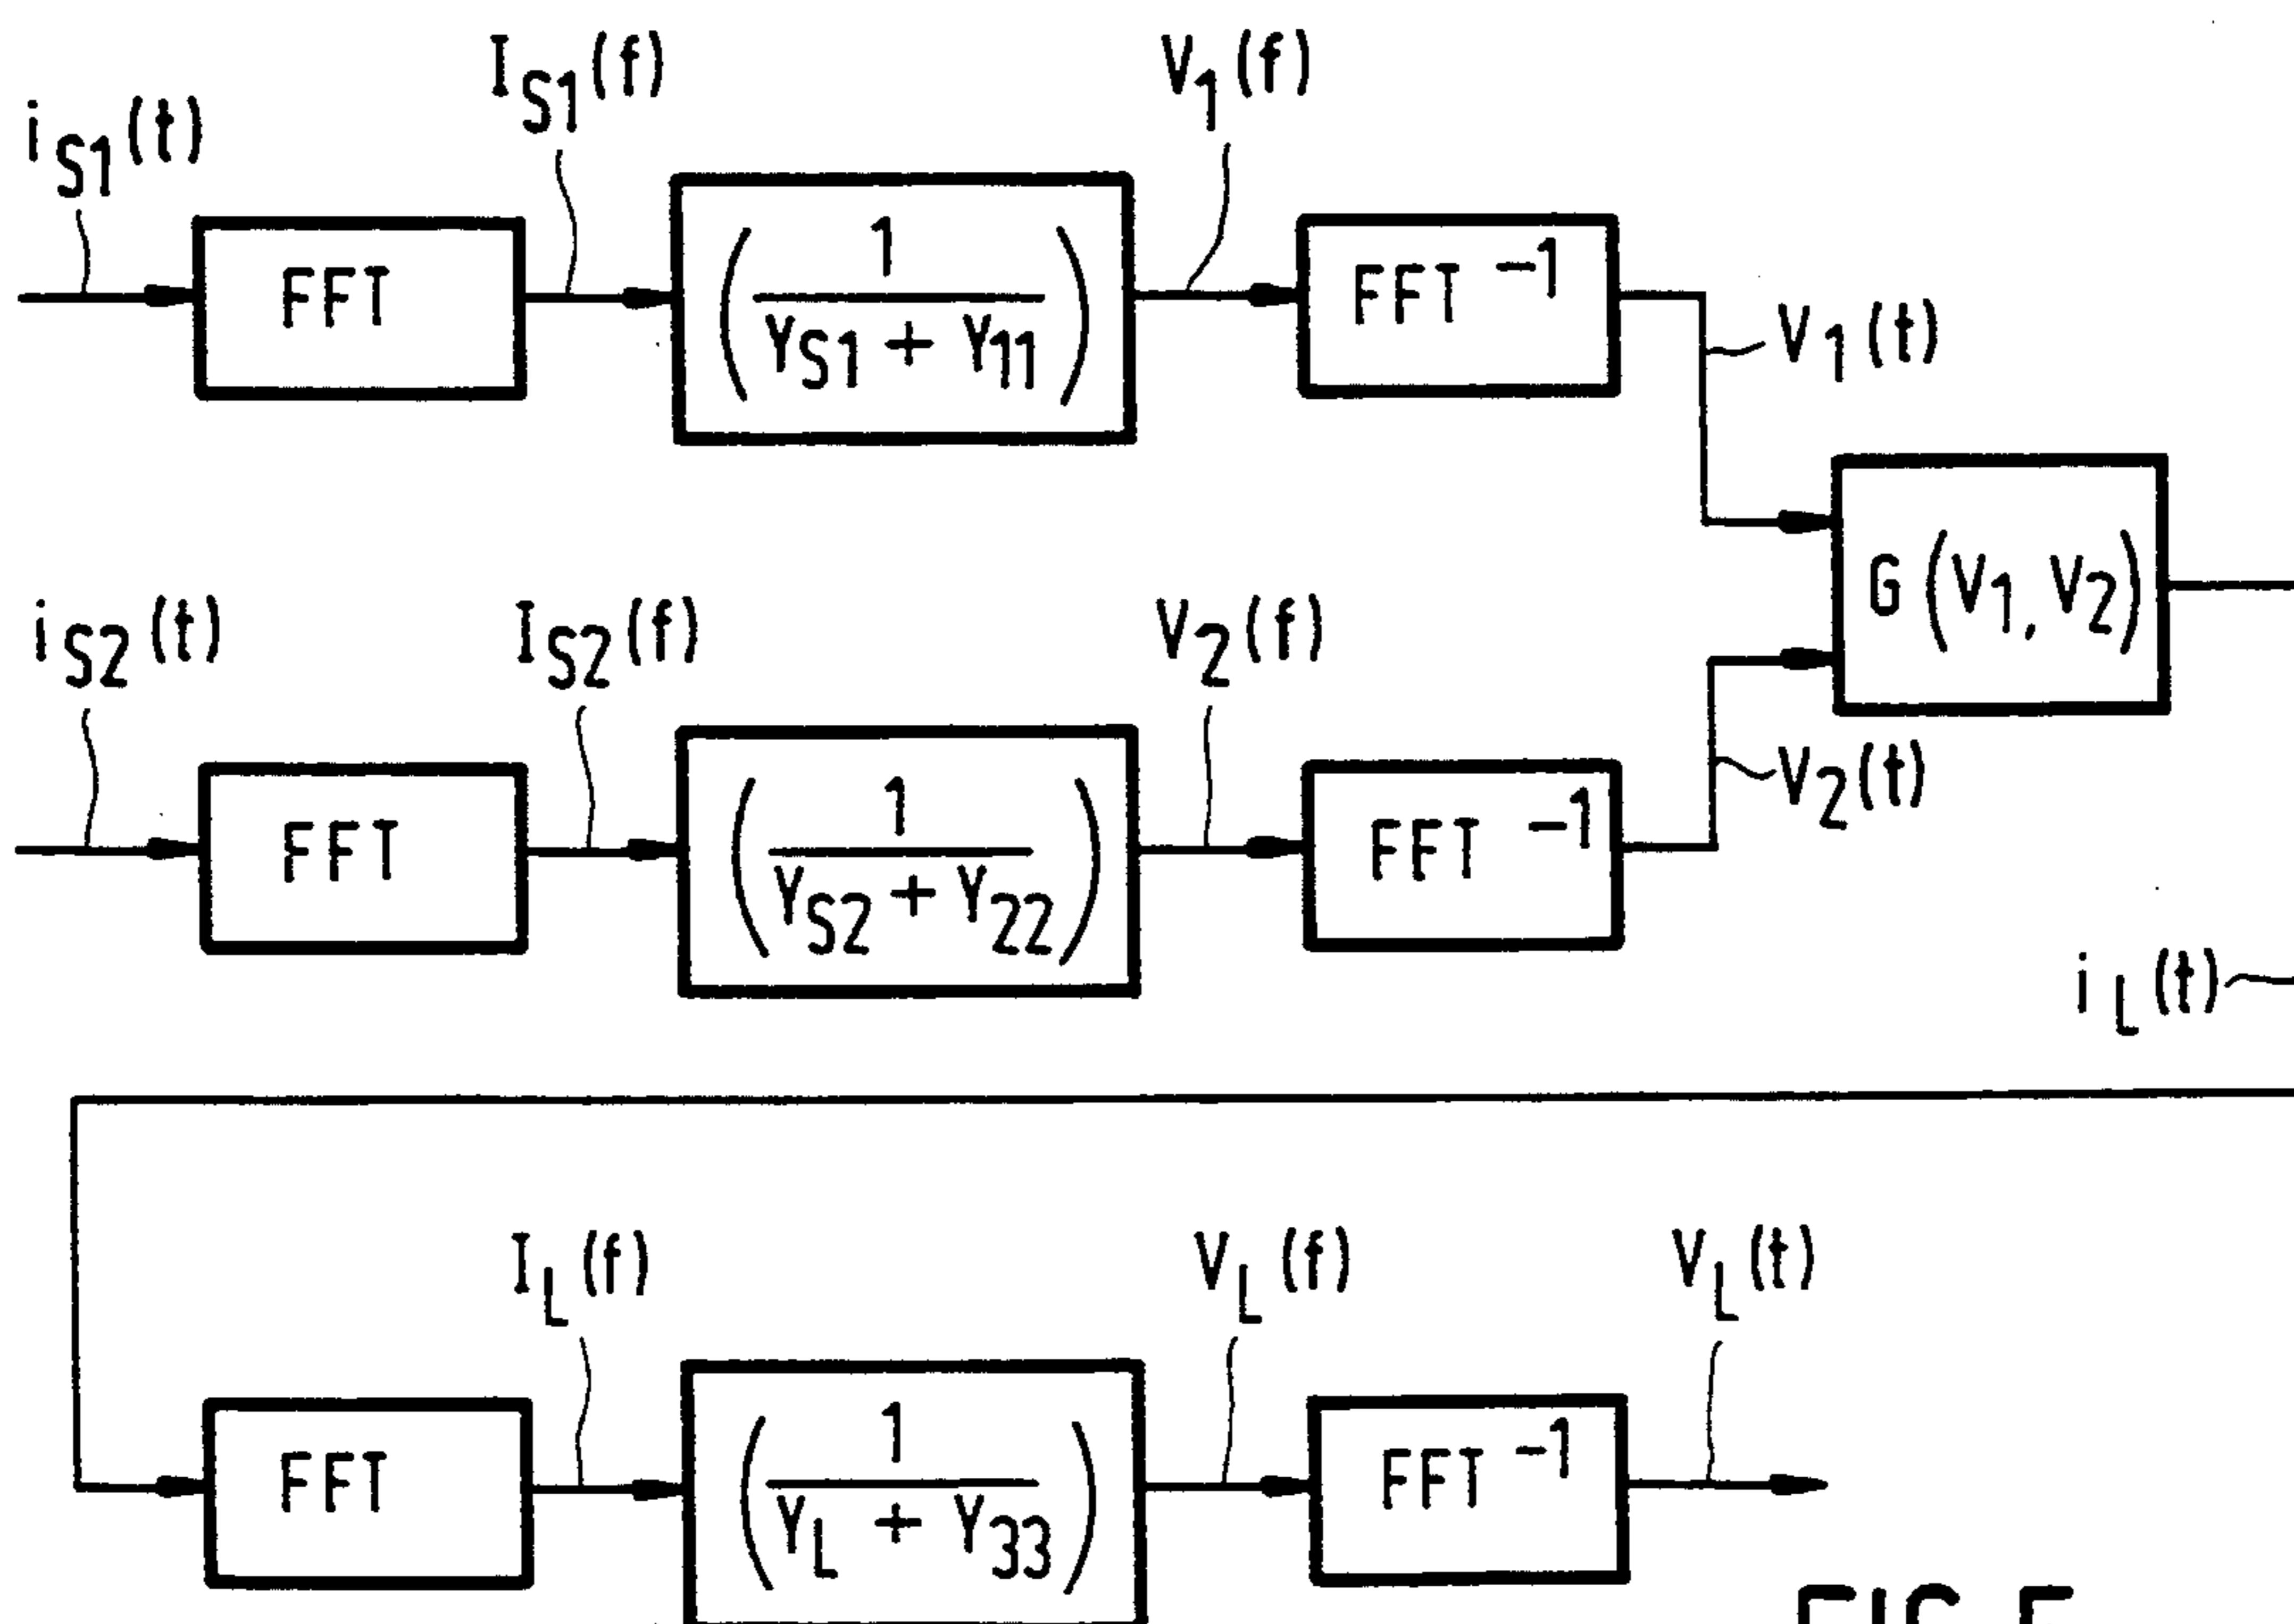 i_S1(t)
I_S1(f)
V_1(f)
FFT
(1 / (Y_S1 + Y_11))
FFT^-1
V_1(t)
G(V_1, V_2)
i_S2(t)
I_S2(f)
V_2(f)
FFT
(1 / (Y_S2 + Y_22))
FFT^-1
V_2(t)
i_L(t)
I_L(f)
V_L(f)
V_L(t)
FFT
(1 / (Y_L + Y_33))
FFT^-1